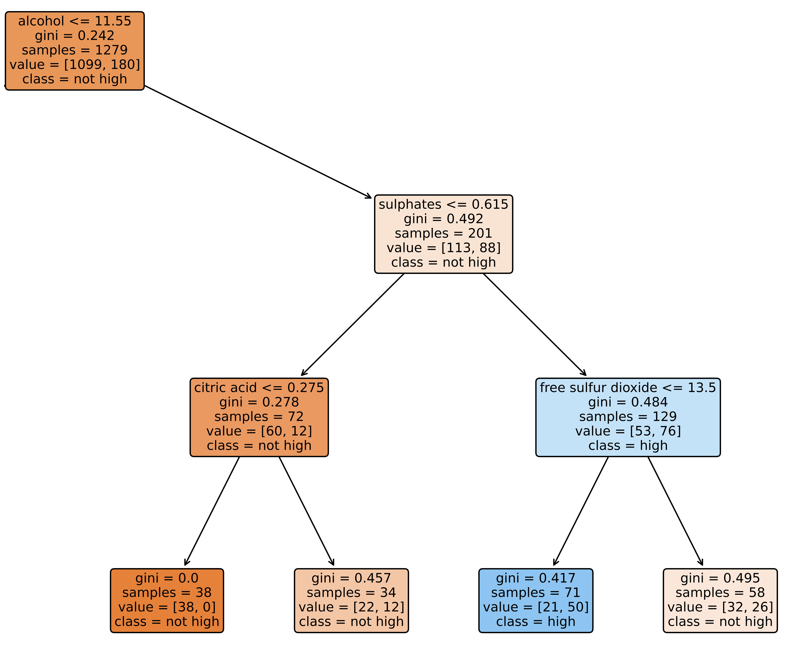 alcohol <= 11.55
gini = 0.242
samples = 1279
value = [1099, 180]
class = not high
sulphates <= 0.615
gini = 0.492
samples = 201
value = [113, 88]
class = not high
citric acid <= 0.275
gini = 0.278
samples = 72
value = [60, 12]
class = not high
free sulfur dioxide <= 13.5
gini = 0.484
samples = 129
value = [53, 76]
class = high
gini = 0.0
samples = 38
value = [38, 0]
class = not high
gini = 0.457
samples = 34
value = [22, 12]
class = not high
gini = 0.417
samples = 71
value = [21, 50]
class = high
gini = 0.495
samples = 58
value = [32, 26]
class = not high